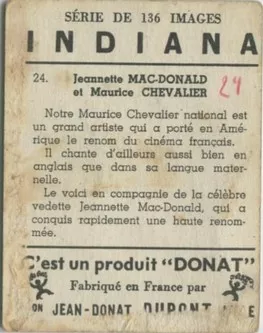 SÉRIE DE 136 IMAGES
INDIANA
24. Jeannette MAC-DONALD
et Maurice CHEVALIER
24
Notre Maurice Chevalier national est
un grand artiste qui a porté en Amé-
rique le renom du cinéma français.
Il chante d'ailleurs aussi bien en
anglais que dans sa langue mater-
nelle.
Le voici en compagnie de la célèbre
vedette Jeannette Mac-Donald, qui a
conquis rapidement une haute renom-
mée.
C'est un produit "DONAT"
Fabriqué en France par
JEAN-DONAT DUPONT